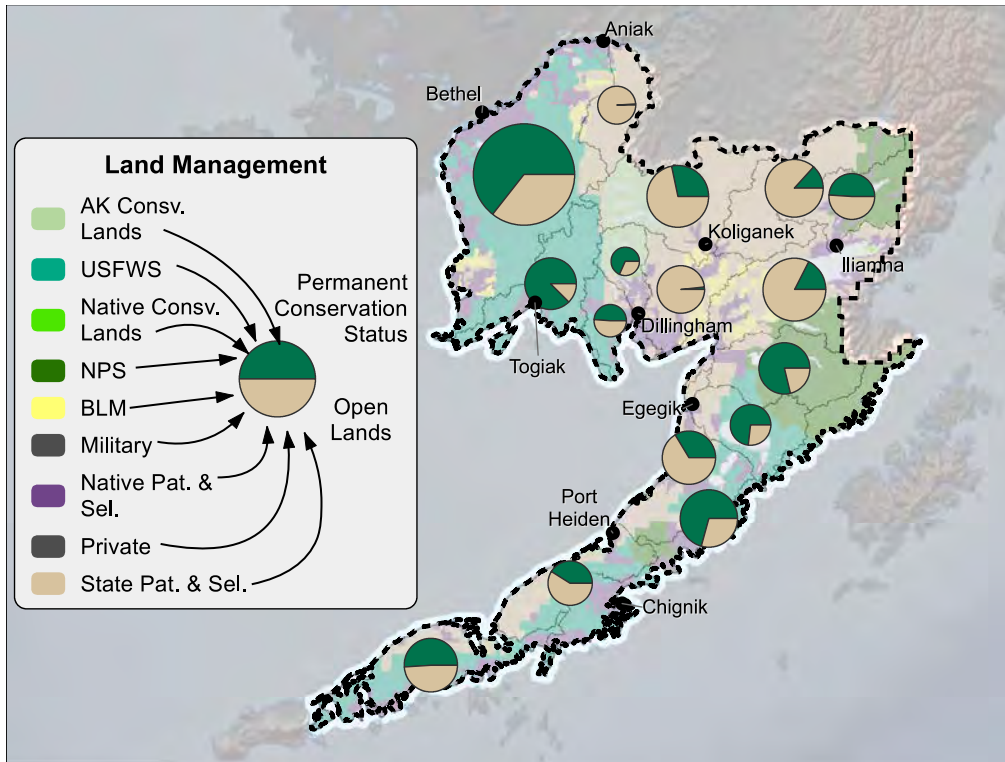 Land Management
AK Consv.
Lands
USFWS
Native Consv.
Lands
NPS
BLM
Military
Native Pat. &
Sel.
Private
State Pat. & Sel.
Permanent
Conservation
Status
Open
Lands
Aniak
Bethel
Koliganek
Iliamna
Dillingham
Togiak
Egegik
Port
Heiden
Chignik